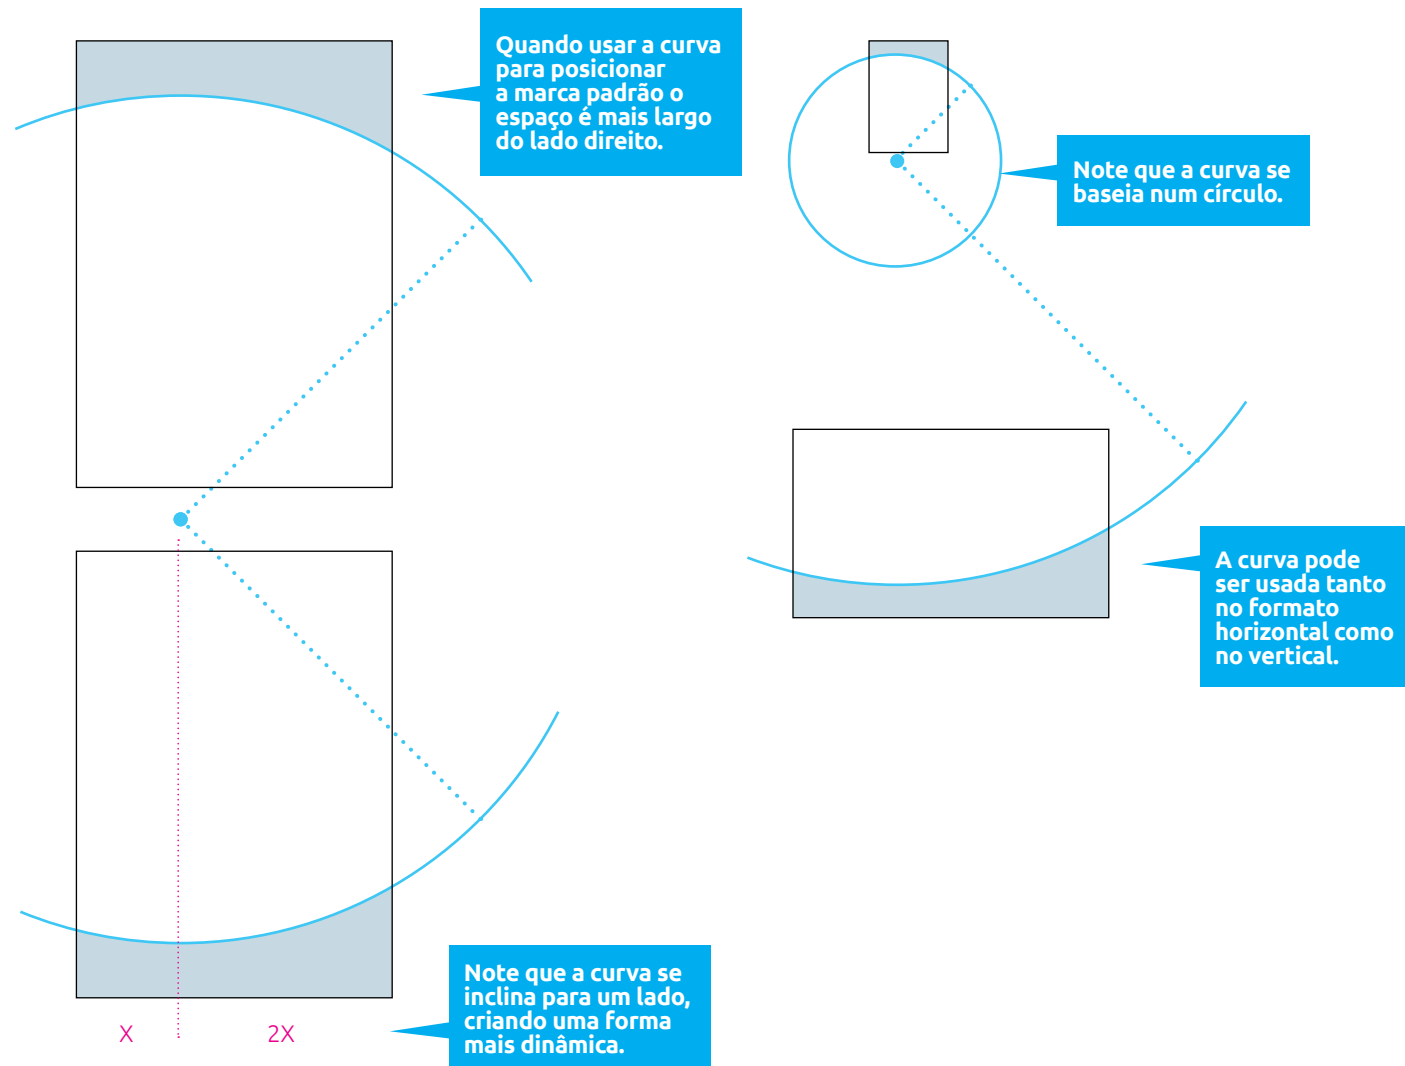 Quando usar a curva
para posicionar
a marca padrão o
espaço é mais largo
do lado direito.
Note que a curva se
baseia num círculo.
A curva pode
ser usada tanto
no formato
horizontal como
no vertical.
Note que a curva se
inclina para um lado,
criando uma forma
mais dinâmica.
X 2X